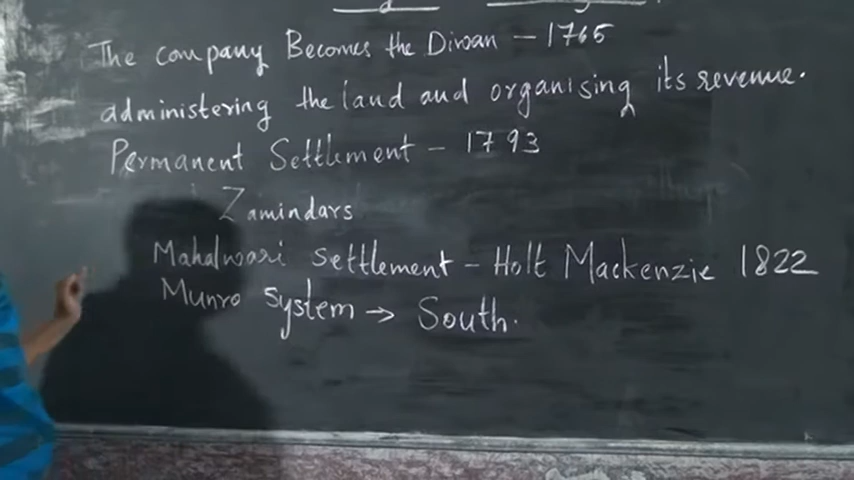 The company Becomes the Diwan – 1765
administering the land and organising its revenue.
Permanent Settlement – 1793
Zamindars
Mahalwari settlement – Holt Mackenzie 1822
Munro system → South.